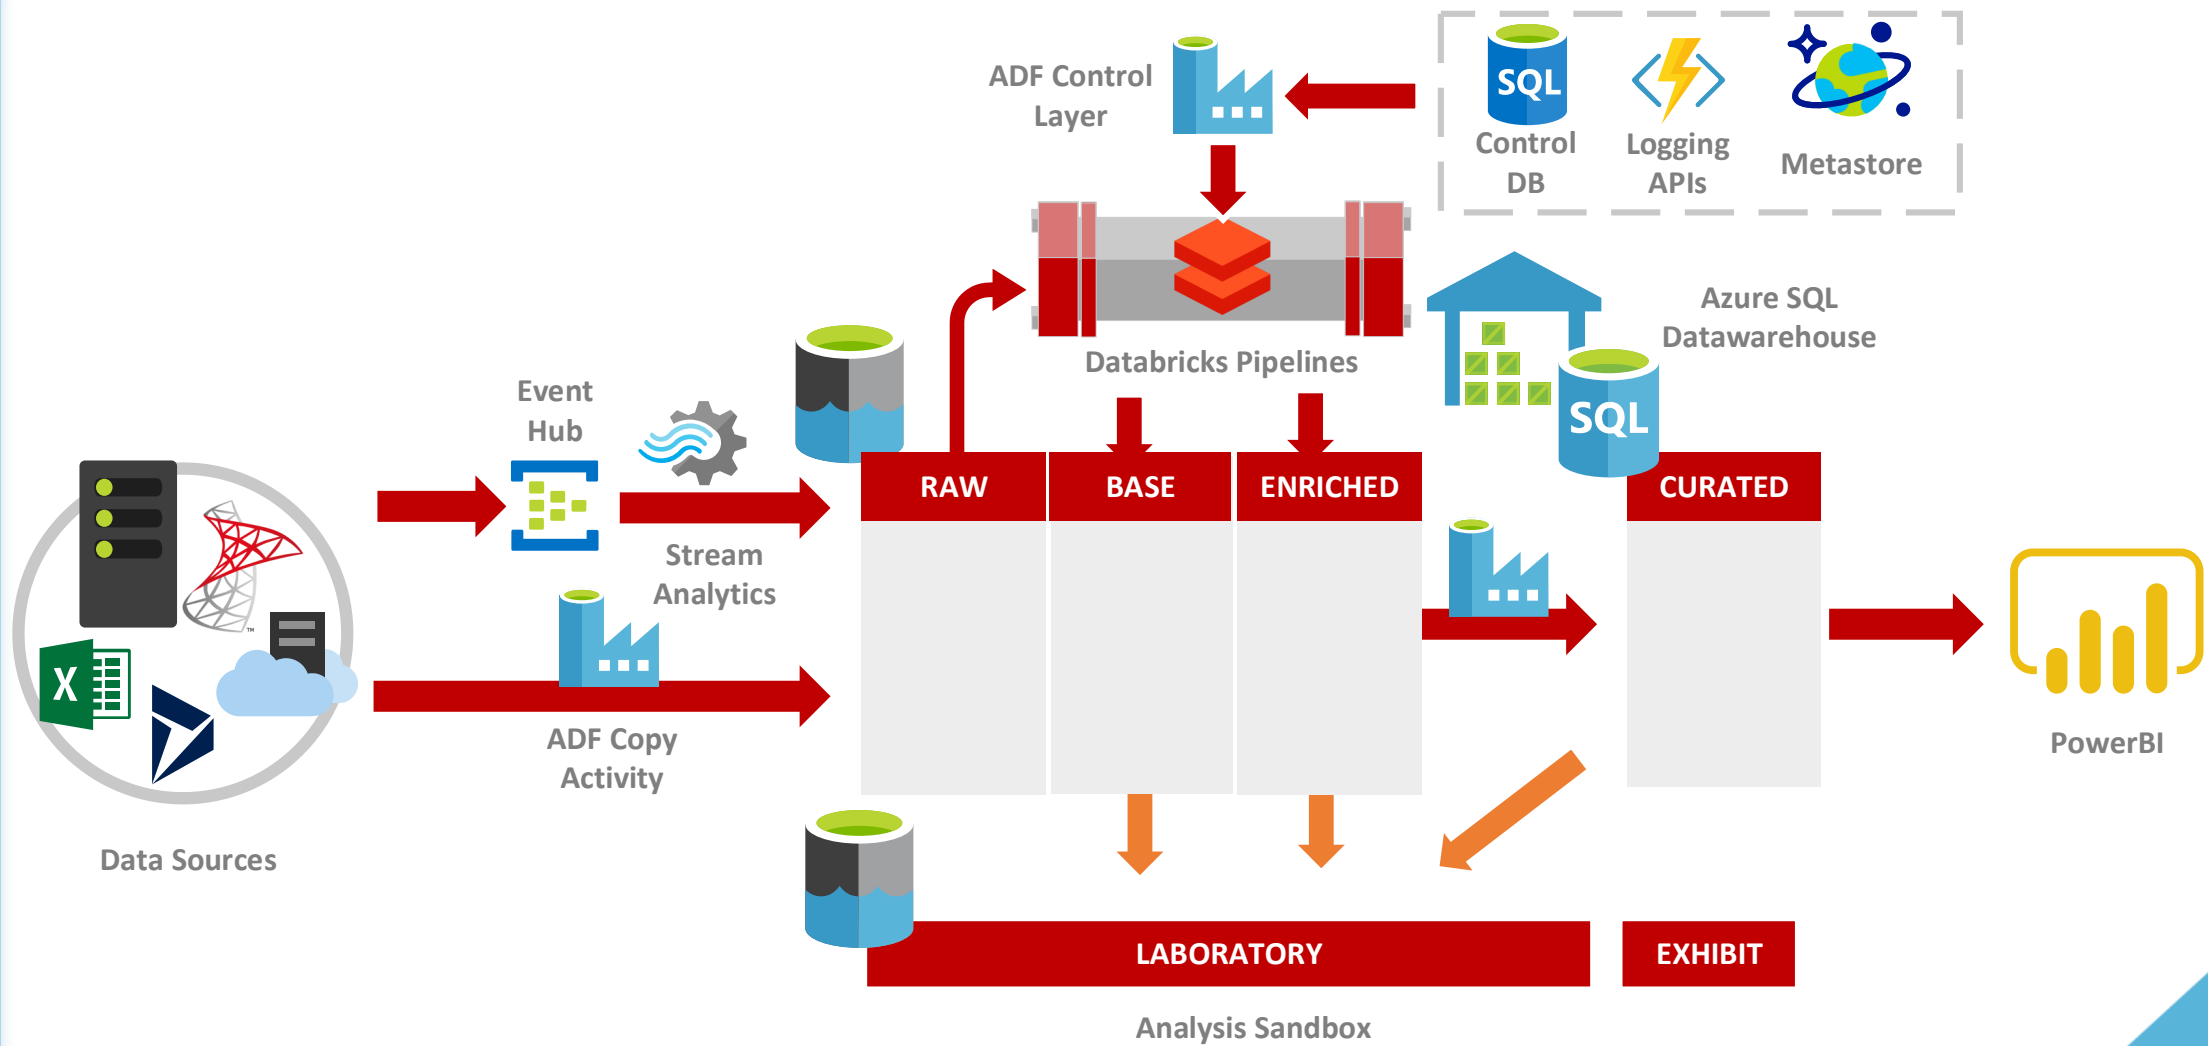 ADF Control
Layer
SQL
Control
DB
Logging
APIs
Metastore
Azure SQL
Datawarehouse
SQL
Databricks Pipelines
Event
Hub
Stream
Analytics
RAW
BASE
ENRICHED
CURATED
X
™
ADF Copy
Activity
Data Sources
PowerBI
LABORATORY
EXHIBIT
Analysis Sandbox